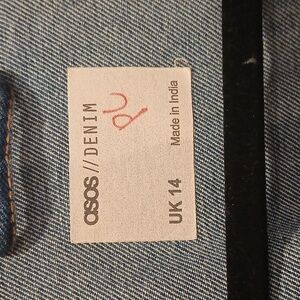 asos // DENIM
UK 14
Made in India